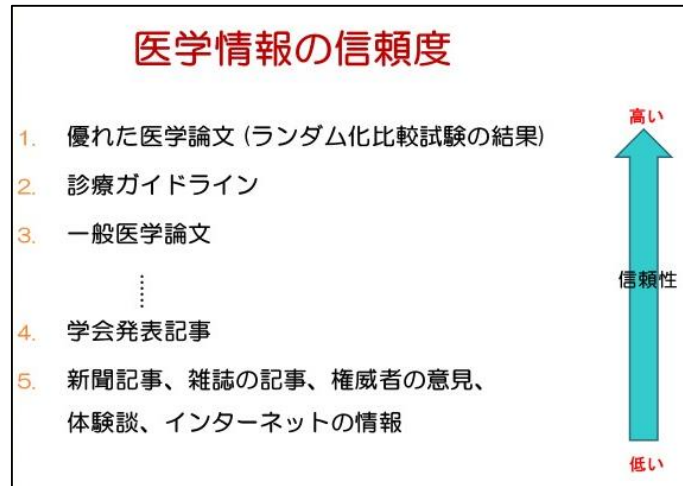 医学情報の信頼度
高い
1. 優れた医学論文 (ランダム化比較試験の結果)
2. 診療ガイドライン
3. 一般医学論文
信頼性
4. 学会発表記事
5. 新聞記事、雑誌の記事、権威者の意見、
体験談、インターネットの情報
低い